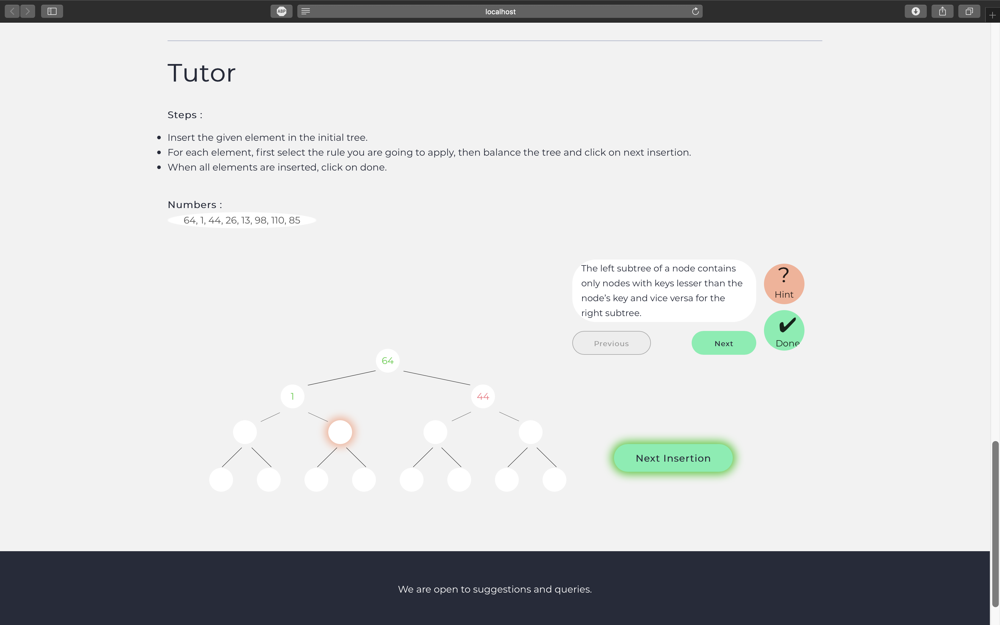 ABP
localhost
Tutor
Steps :
Insert the given element in the initial tree.
For each element, first select the rule you are going to apply, then balance the tree and click on next insertion.
When all elements are inserted, click on done.
Numbers :
64, 1, 44, 26, 13, 98, 110, 85
The left subtree of a node contains
only nodes with keys lesser than the
node’s key and vice versa for the
right subtree.
?
Hint
Done
Previous
Next
64
1
44
Next Insertion
We are open to suggestions and queries.